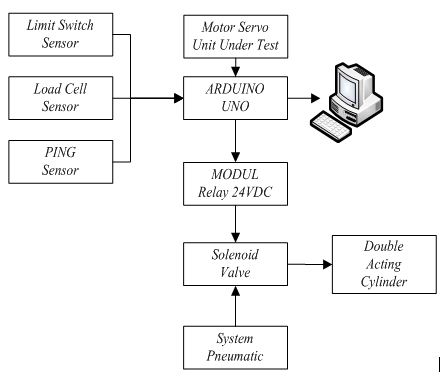 Limit Switch
Sensor
Motor Servo
Unit Under Test
Load Cell
Sensor
ARDUINO
UNO
PING
Sensor
MODUL
Relay 24VDC
Solenoid
Valve
Double
Acting
Cylinder
System
Pneumatic